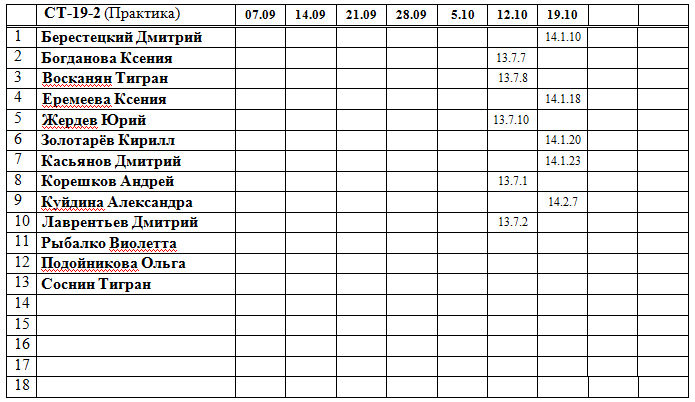 СТ-19-2 (Практика) 07.09 14.09 21.09 28.09 5.10 12.10 19.10
1 Берестецкий Дмитрий 14.1.10
2 Богданова Ксения 13.7.7
3 Восканян Тигран 13.7.8
4 Еремеева Ксения 14.1.18
5 Жердев Юрий 13.7.10
6 Золотарёв Кирилл 14.1.20
7 Касьянов Дмитрий 14.1.23
8 Корешков Андрей 13.7.1
9 Куйдина Александра 14.2.7
10 Лаврентьев Дмитрий 13.7.2
11 Рыбалко Виолетта
12 Подойникова Ольга
13 Соснин Тигран
14
15
16
17
18